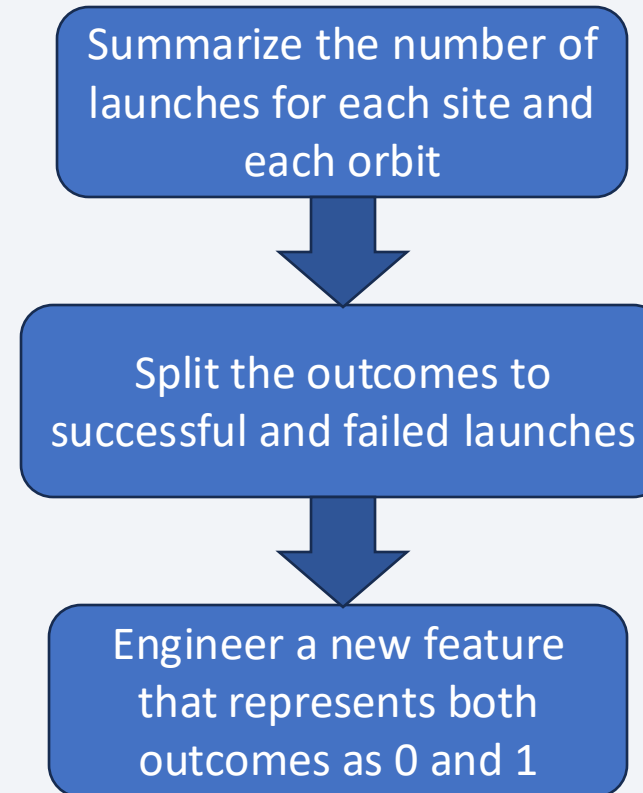 Summarize the number of
launches for each site and
each orbit
Split the outcomes to
successful and failed launches
Engineer a new feature
that represents both
outcomes as 0 and 1